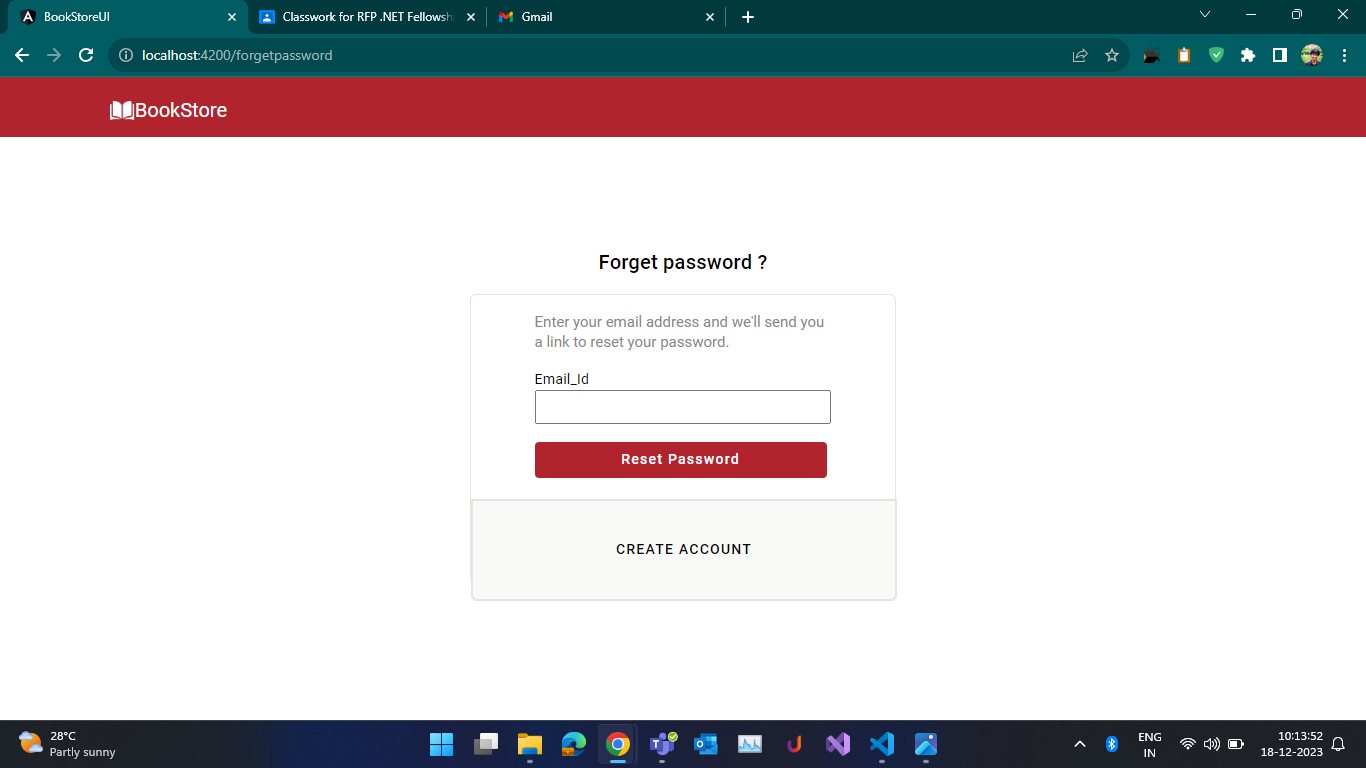 BookStoreUI
Classwork for RFP .NET Fellowsh
Gmail
localhost:4200/forgetpassword
BookStore
Forget password ?
Enter your email address and we'll send you
a link to reset your password.
Email_Id
Reset Password
CREATE ACCOUNT
28°C
Partly sunny
ENG
IN
10:13:52
18-12-2023